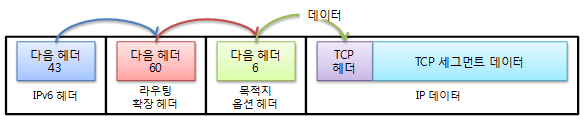 데이터
다음 헤더
43
다음 헤더
60
다음 헤더
6
TCP
헤더
TCP 세그먼트 데이터
IPv6 헤더
라우팅
확장 헤더
목적지
옵션 헤더
IP 데이터